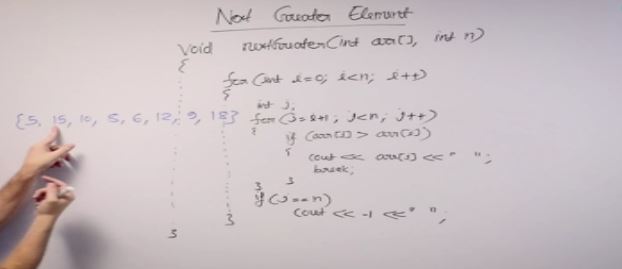 Next Greater Element
void nextGreater(int arr[], int n)
{
for (int i=0; i<n; i++)
{
int j;
{5, 15, 10, 5, 6, 12, 9, 18} for (j=i+1; j<n; j++)
{
if (arr[j] > arr[i])
{
cout << arr[j] << " ";
break;
}
}
if (j==n)
cout << -1 << " ";
}
}